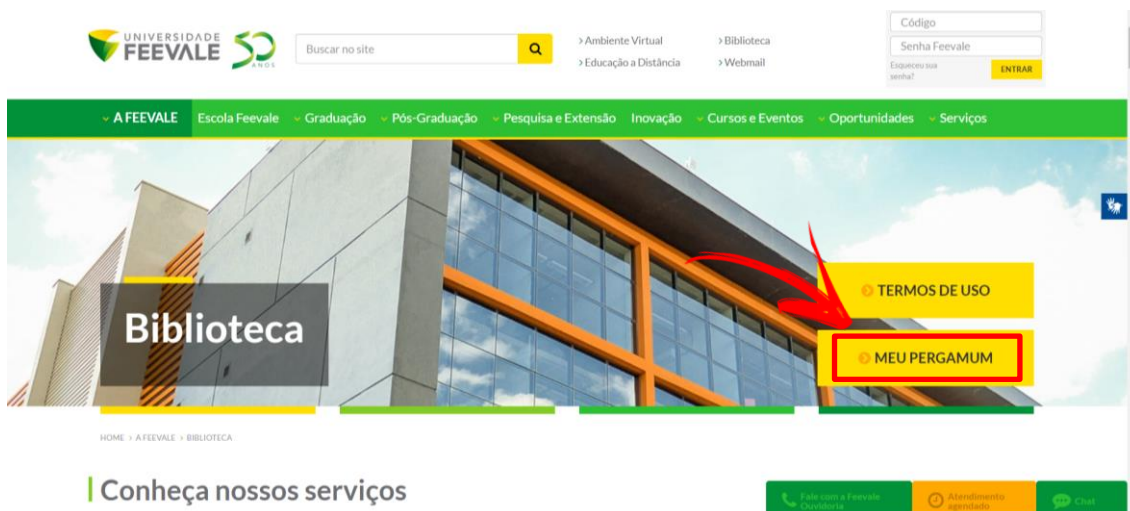 UNIVERSIDADE
FEEVALE
50
ANOS
Buscar no site
> Ambiente Virtual
> Biblioteca
> Educação a Distância
> Webmail
Código
Senha Feevale
Esqueceu sua
senha?
ENTRAR
A FEEVALE Escola Feevale Graduação Pós-Graduação Pesquisa e Extensão Inovação Cursos e Eventos Oportunidades Serviços
Biblioteca
TERMOS DE USO
MEU PERGAMUM
HOME > A FEEVALE > BIBLIOTECA
Conheça nossos serviços
Fale com a Feevale
Ouvidoria
Atendimento
agendado
Chat